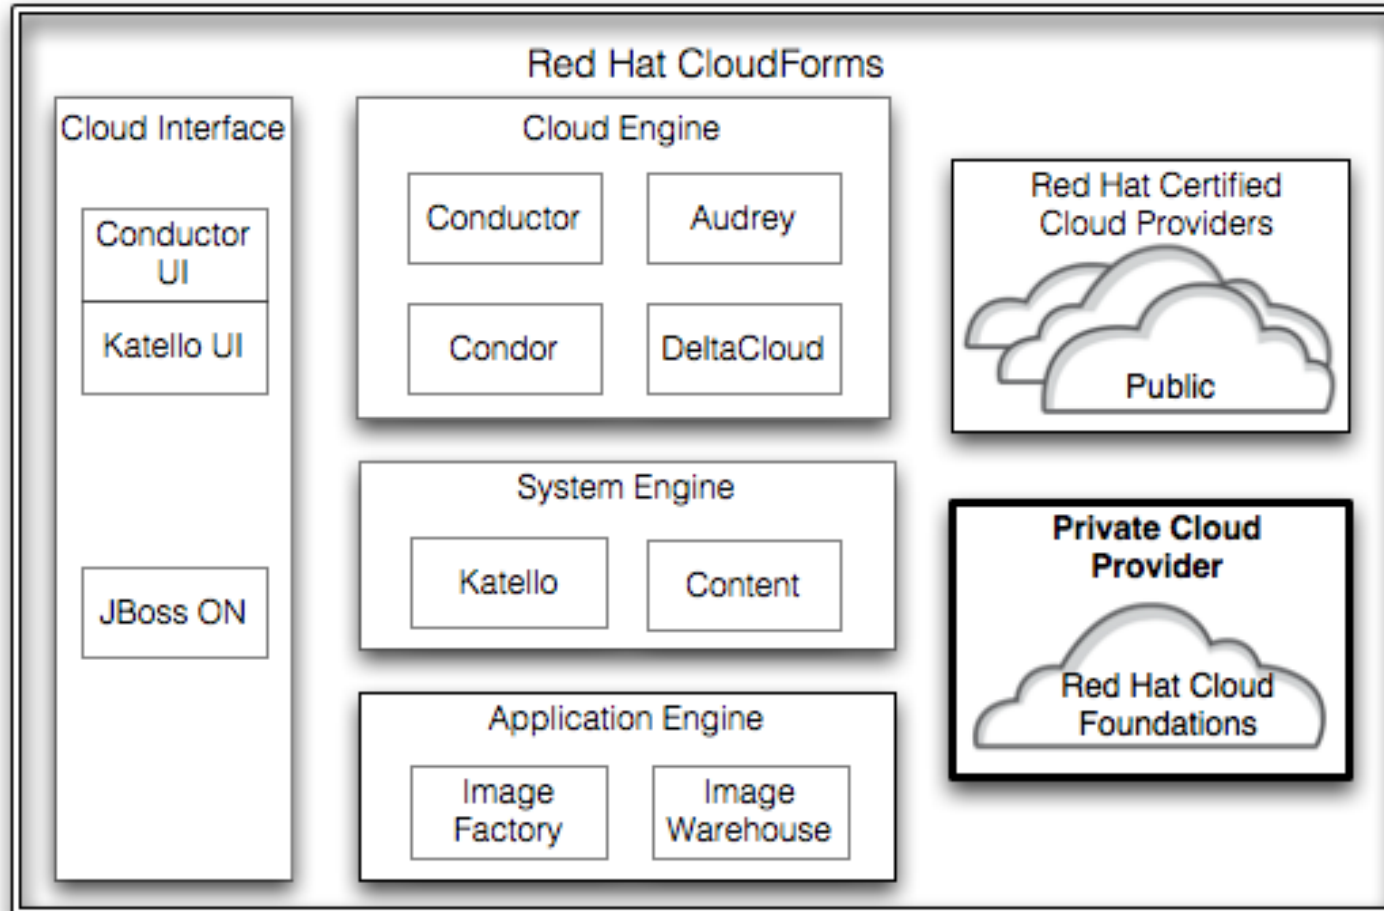 Red Hat CloudForms
Cloud Interface
Conductor
UI
Katello UI
JBoss ON
Cloud Engine
Conductor
Audrey
Condor
DeltaCloud
System Engine
Katello
Content
Application Engine
Image
Factory
Image
Warehouse
Red Hat Certified
Cloud Providers
Public
Private Cloud
Provider
Red Hat Cloud
Foundations